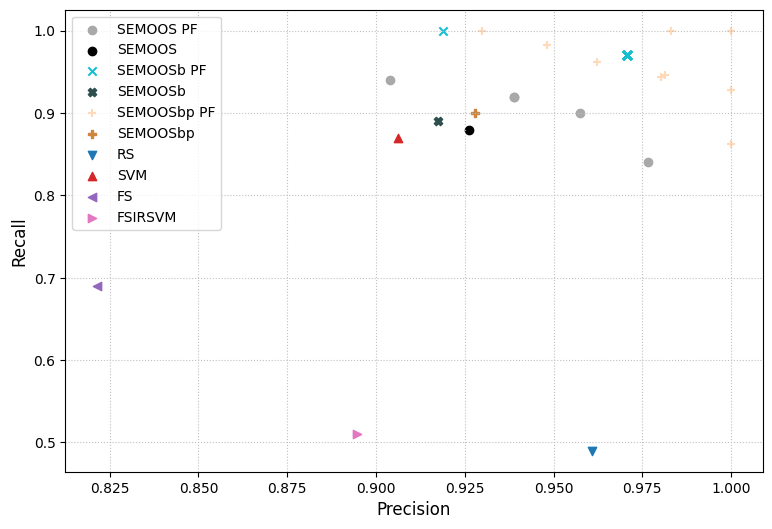 1.0
0.9
0.8
0.7
0.6
0.5
Recall
SEMOOS PF
SEMOOS
SEMOOSb PF
SEMOOSb
SEMOOSbp PF
SEMOOSbp
RS
SVM
FS
FSIRSVM
0.825 0.850 0.875 0.900 0.925 0.950 0.975 1.000
Precision